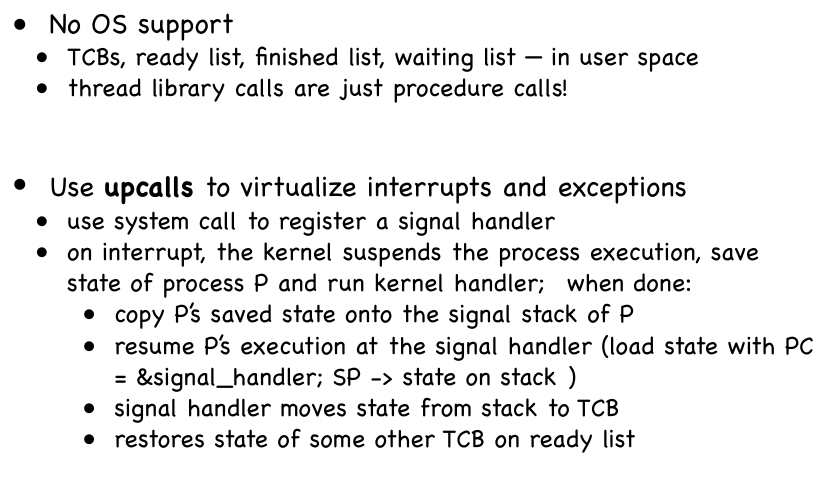 • No OS support
• TCBs, ready list, finished list, waiting list – in user space
• thread library calls are just procedure calls!
• Use upcalls to virtualize interrupts and exceptions
• use system call to register a signal handler
• on interrupt, the kernel suspends the process execution, save
state of process P and run kernel handler; when done:
• copy P's saved state onto the signal stack of P
• resume P's execution at the signal handler (load state with PC
= &signal_handler; SP -> state on stack )
• signal handler moves state from stack to TCB
• restores state of some other TCB on ready list